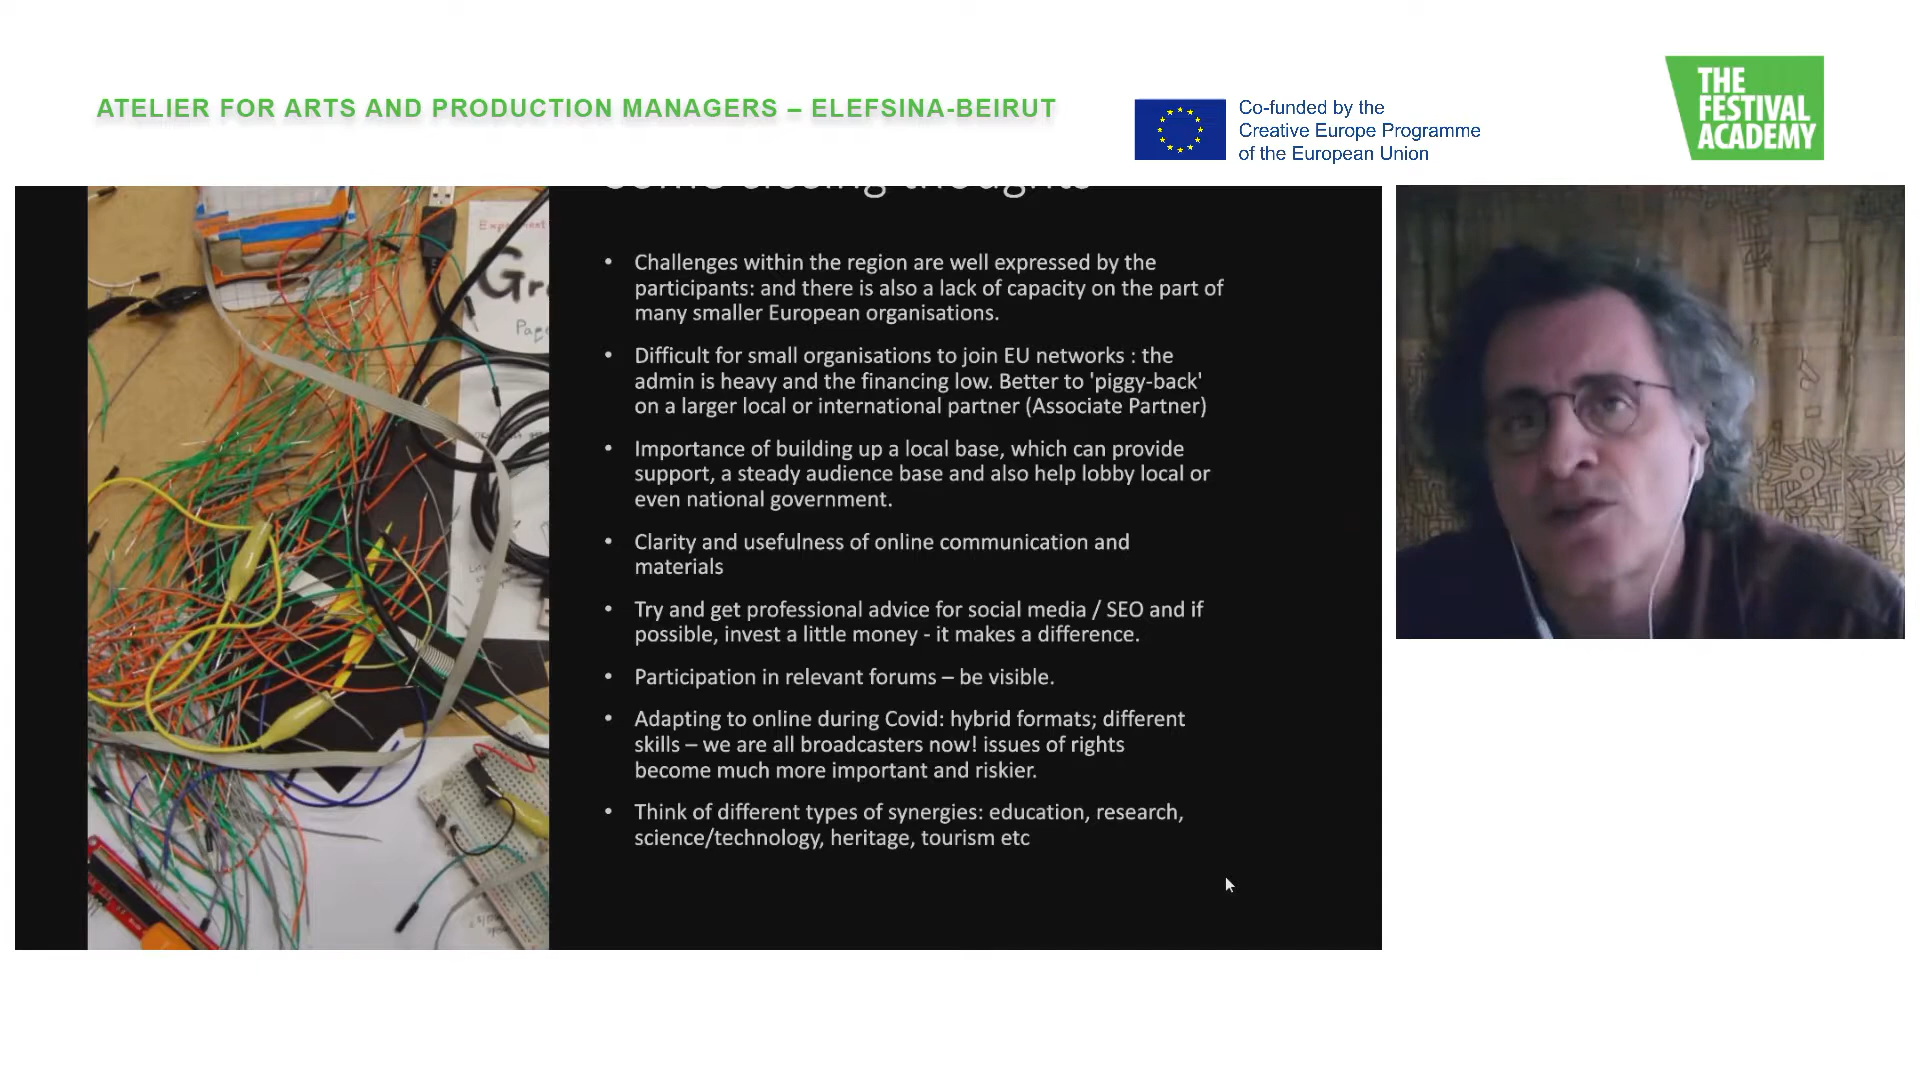 ATELIER FOR ARTS AND PRODUCTION MANAGERS – ELEFSINA-BEIRUT
Co-funded by the
Creative Europe Programme
of the European Union
THE
FESTIVAL
ACADEMY
Some closing thoughts
• Challenges within the region are well expressed by the
participants: and there is also a lack of capacity on the part of
many smaller European organisations.
• Difficult for small organisations to join EU networks : the
admin is heavy and the financing low. Better to 'piggy-back'
on a larger local or international partner (Associate Partner)
• Importance of building up a local base, which can provide
support, a steady audience base and also help lobby local or
even national government.
• Clarity and usefulness of online communication and
materials
• Try and get professional advice for social media / SEO and if
possible, invest a little money - it makes a difference.
• Participation in relevant forums – be visible.
• Adapting to online during Covid: hybrid formats; different
skills – we are all broadcasters now! issues of rights
become much more important and riskier.
• Think of different types of synergies: education, research,
science/technology, heritage, tourism etc